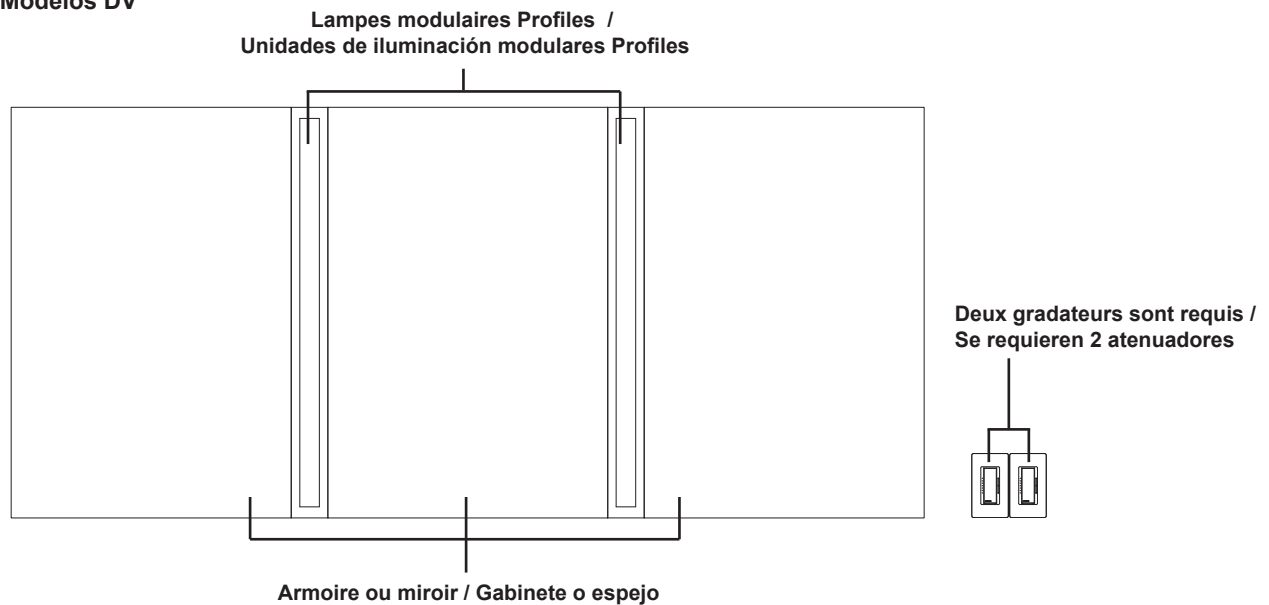 Modelos DV
Lampes modulaires Profiles /
Unidades de iluminación modulares Profiles
Deux gradateurs sont requis /
Se requieren 2 atenuadores
Armoire ou miroir / Gabinete o espejo